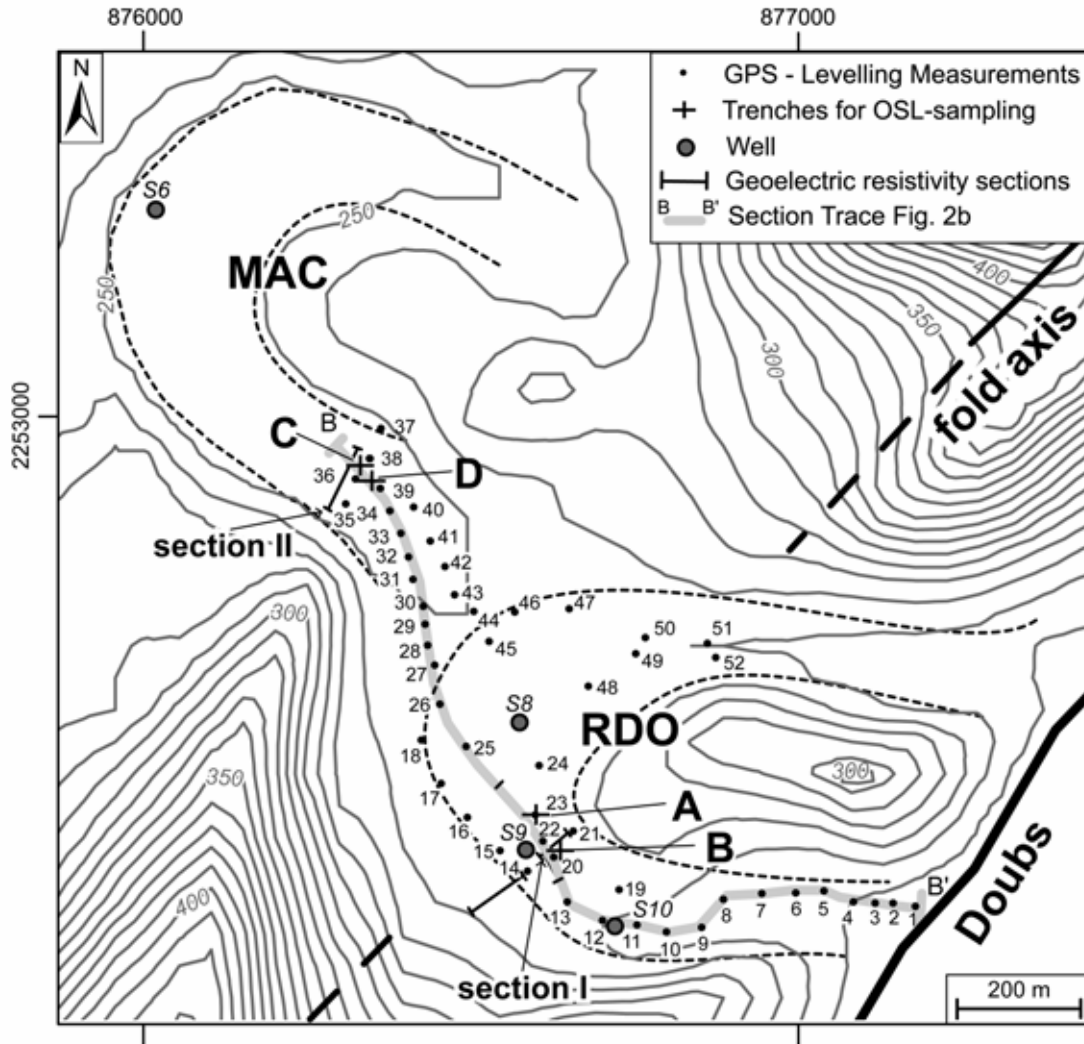 876000
877000
N
GPS - Levelling Measurements
Trenches for OSL-sampling
Well
Geoelectric resistivity sections
B B' Section Trace Fig. 2b
S6
250
MAC
250
400
350
300
fold axis
2253000
B
37
C
38
36
D
39
35
34
40
section II
33
41
32
42
31
43
300
30
44
46
47
29
45
50
51
28
49
52
27
48
26
S8
RDO
18
25
24
300
350
17
23
A
16
22
21
S9
15
20
B
14
19
400
13
S10
B'
8
7
6
5
4
3
2
1
12
11
10
9
Doubs
section I
200 m